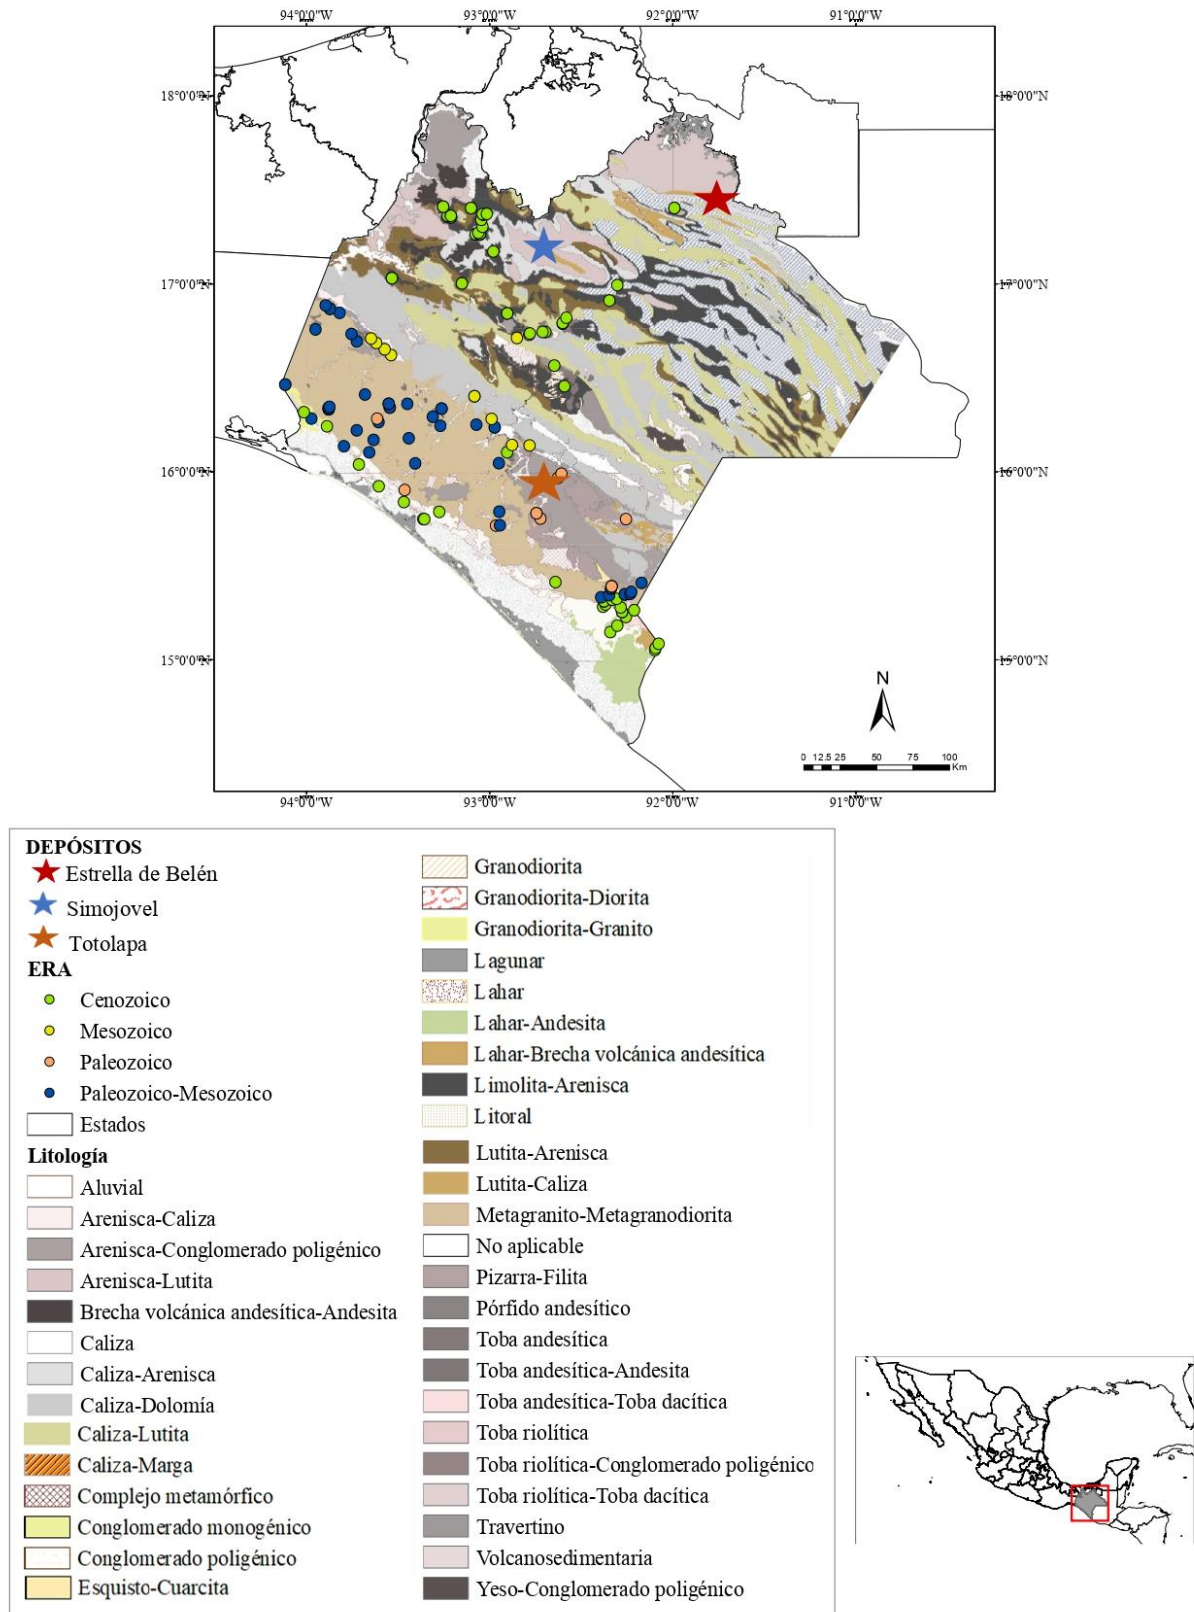 94°0'0"W 93°0'0"W 92°0'0"W 91°0'0"W
18°0'0"N 18°0'0"N
17°0'0"N 17°0'0"N
16°0'0"N 16°0'0"N
15°0'0"N 15°0'0"N
N
0 12.5 25 50 75 100
Km
94°0'0"W 93°0'0"W 92°0'0"W 91°0'0"W
DEPÓSITOS
Estrella de Belén
Simojovel
Totolapa
ERA
Cenozoico
Mesozoico
Paleozoico
Paleozoico-Mesozoico
Estados
Litología
Aluvial
Arenisca-Caliza
Arenisca-Conglomerado poligénico
Arenisca-Lutita
Brecha volcánica andesítica-Andesita
Caliza
Caliza-Arenisca
Caliza-Dolomía
Caliza-Lutita
Caliza-Marga
Complejo metamórfico
Conglomerado monogénico
Conglomerado poligénico
Esquisto-Cuarcita
Granodiorita
Granodiorita-Diorita
Granodiorita-Granito
Lagunar
Lahar
Lahar-Andesita
Lahar-Brecha volcánica andesítica
Limolita-Arenisca
Litoral
Lutita-Arenisca
Lutita-Caliza
Metagranito-Metagranodiorita
No aplicable
Pizarra-Filita
Pórfido andesítico
Toba andesítica
Toba andesítica-Andesita
Toba andesítica-Toba dacítica
Toba riolítica
Toba riolítica-Conglomerado poligénico
Toba riolítica-Toba dacítica
Travertino
Volcanosedimentaria
Yeso-Conglomerado poligénico